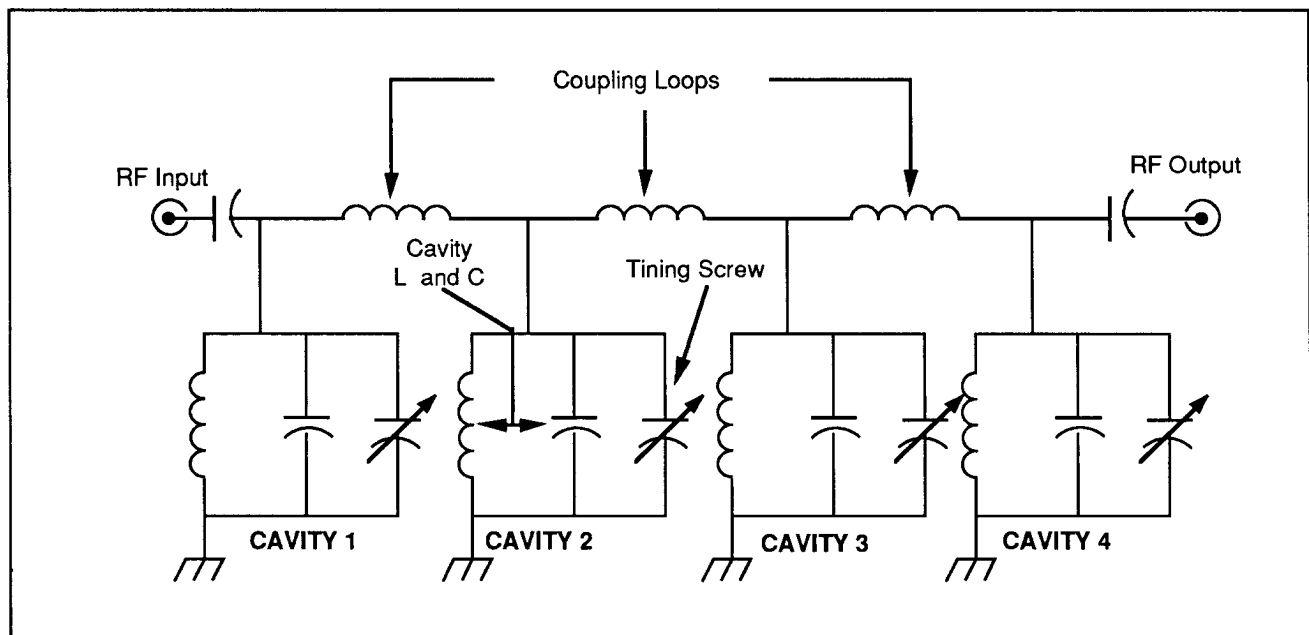 Coupling Loops
RF Input
RF Output
Cavity
L and C
Tining Screw
CAVITY 1
CAVITY 2
CAVITY 3
CAVITY 4